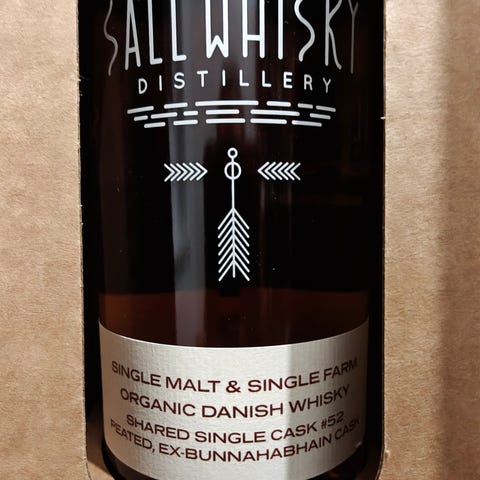 SALL WHISKY
DISTILLERY
SINGLE MALT & SINGLE FARM
ORGANIC DANISH WHISKY
SHARED SINGLE CASK #52
PEATED, EX-BUNNAHABHAIN CASK